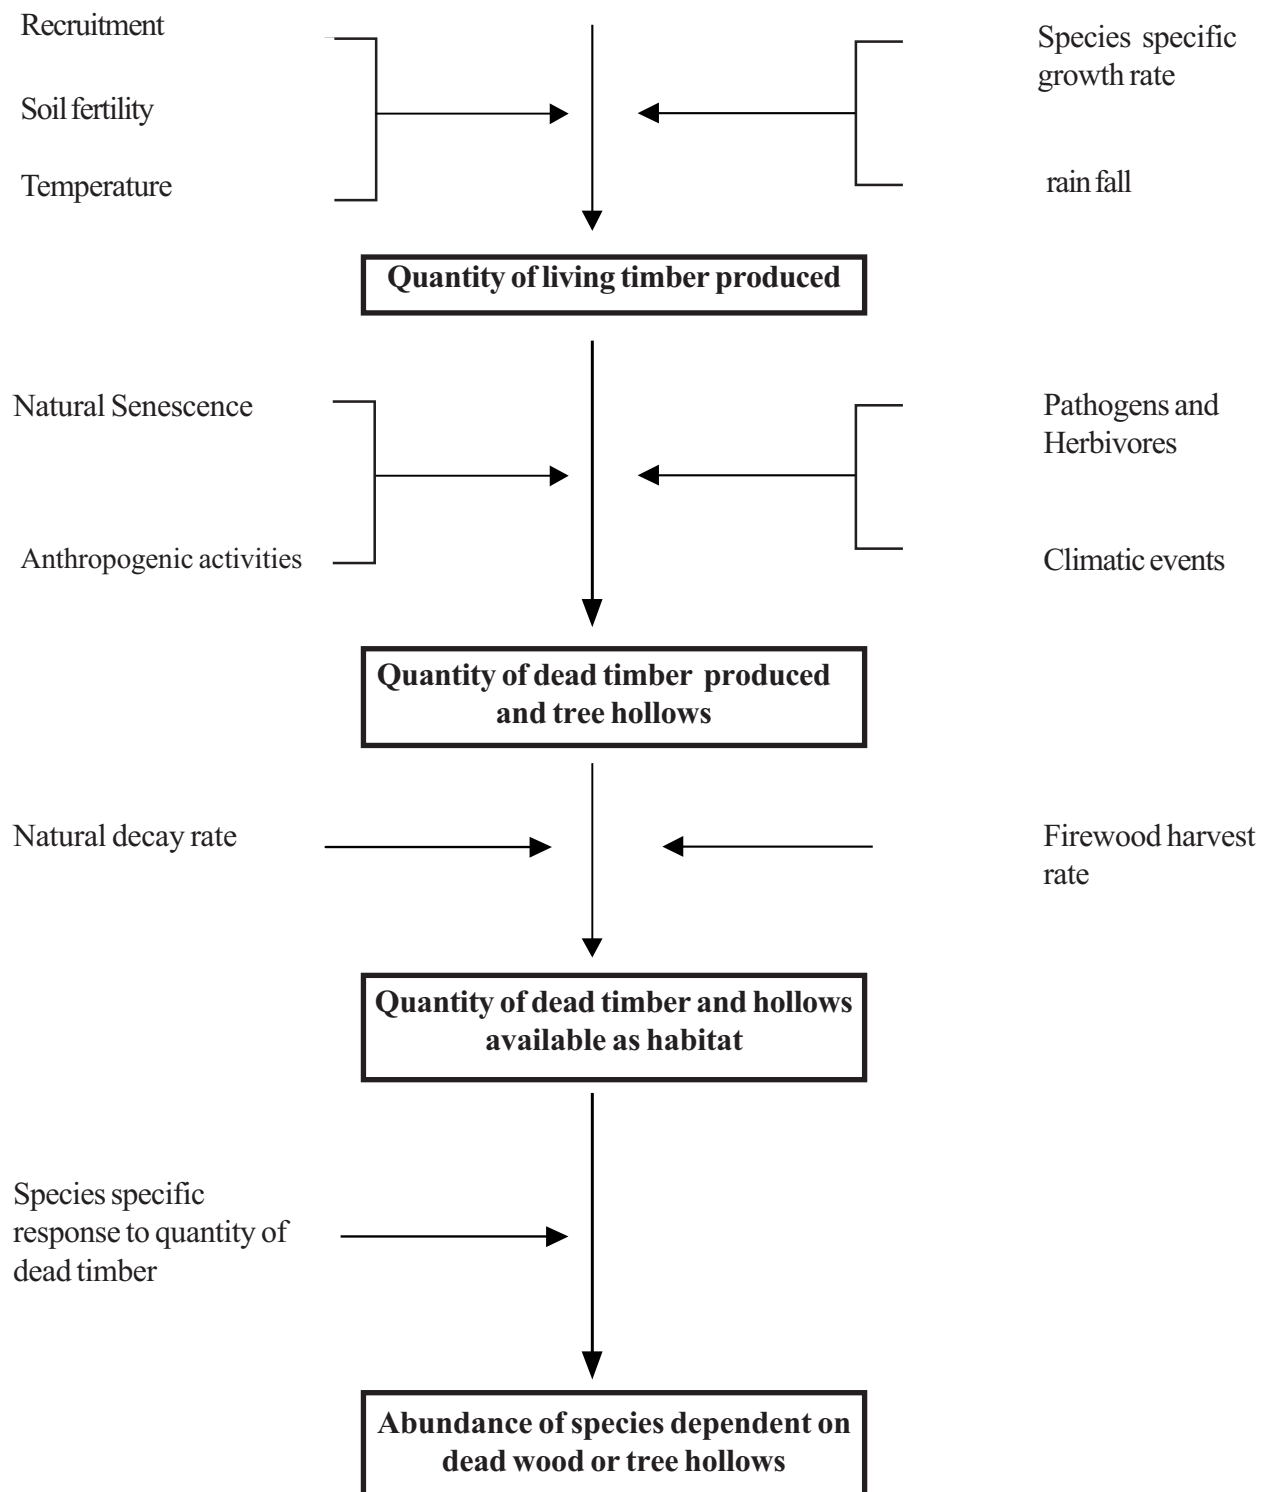 Recruitment
Species specific
growth rate
Soil fertility
Temperature
rain fall
Quantity of living timber produced
Natural Senescence
Pathogens and
Herbivores
Anthropogenic activities
Climatic events
Quantity of dead timber produced
and tree hollows
Natural decay rate
Firewood harvest
rate
Quantity of dead timber and hollows
available as habitat
Species specific
response to quantity of
dead timber
Abundance of species dependent on
dead wood or tree hollows